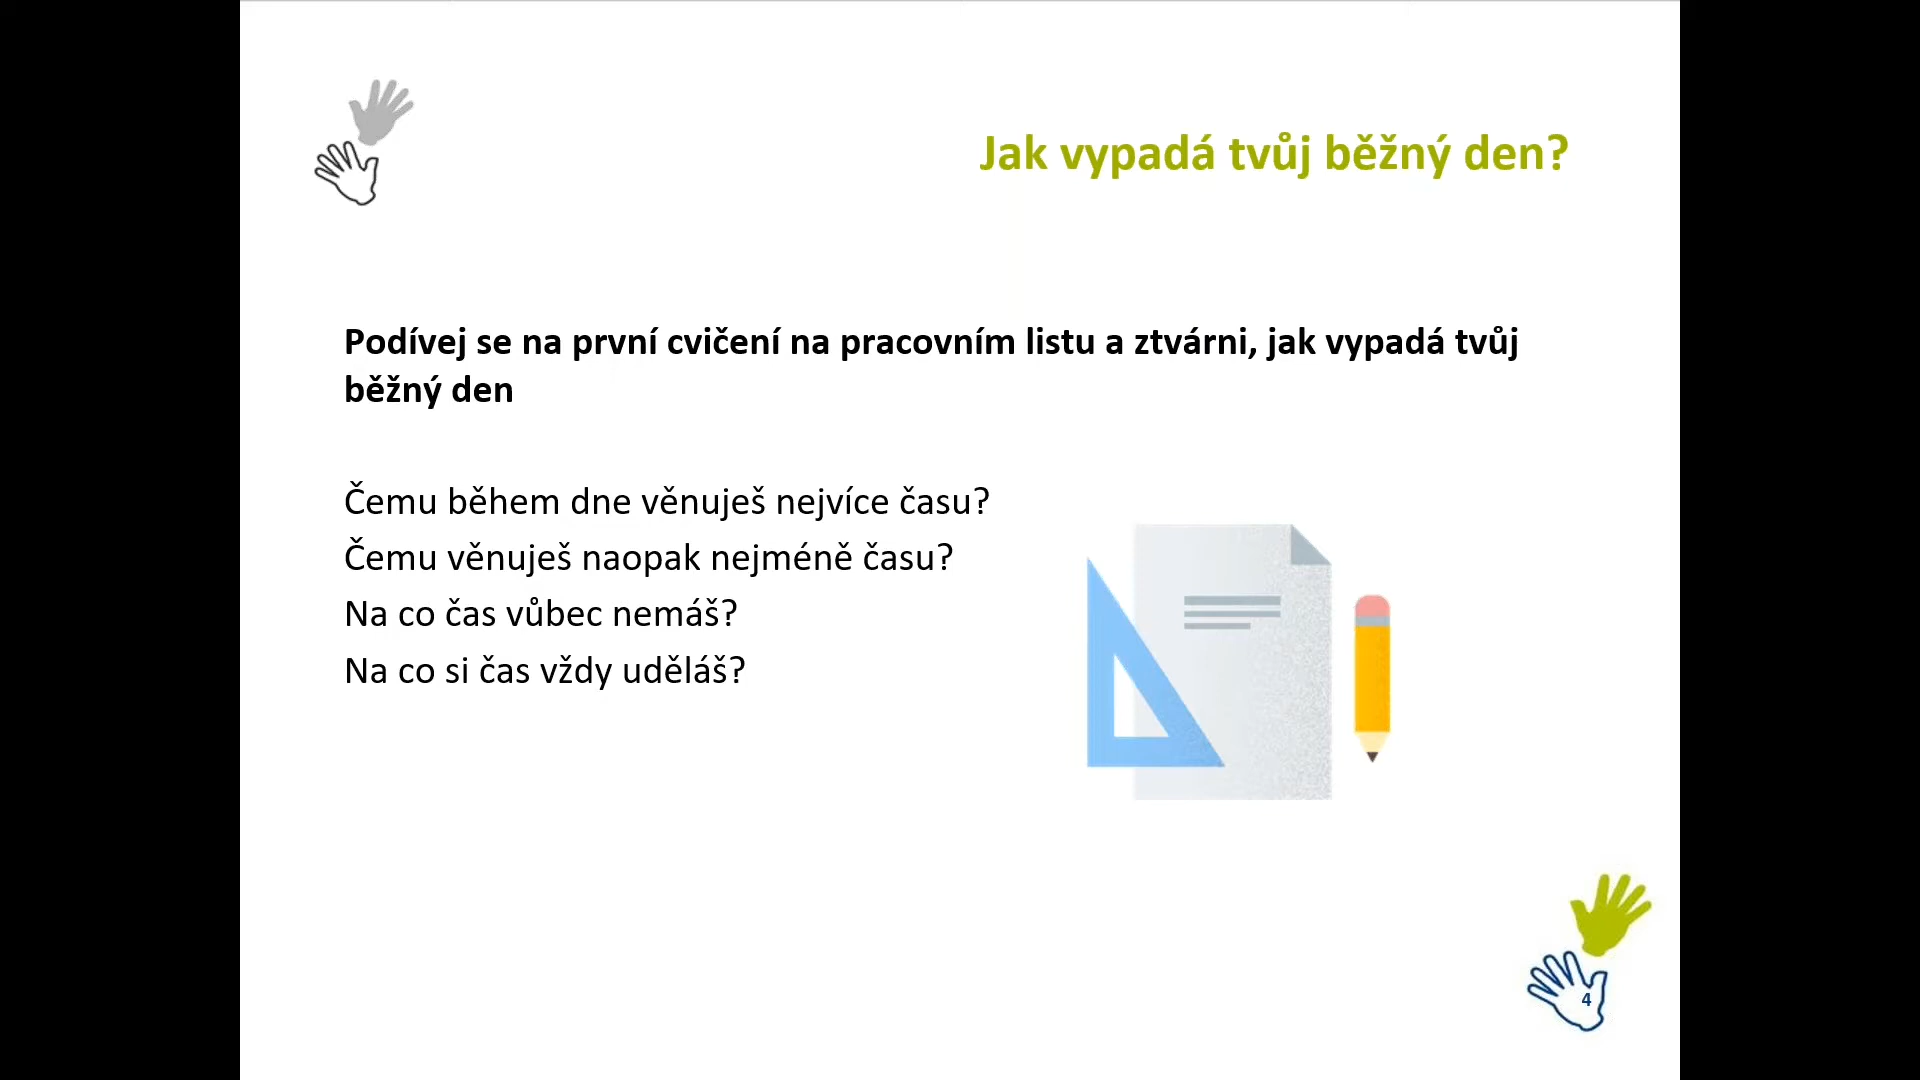 Jak vypadá tvůj běžný den?
Podívej se na první cvičení na pracovním listu a ztvárni, jak vypadá tvůj
běžný den
Čemu během dne věnuješ nejvíce času?
Čemu věnuješ naopak nejméně času?
Na co čas vůbec nemáš?
Na co si čas vždy uděláš?
4